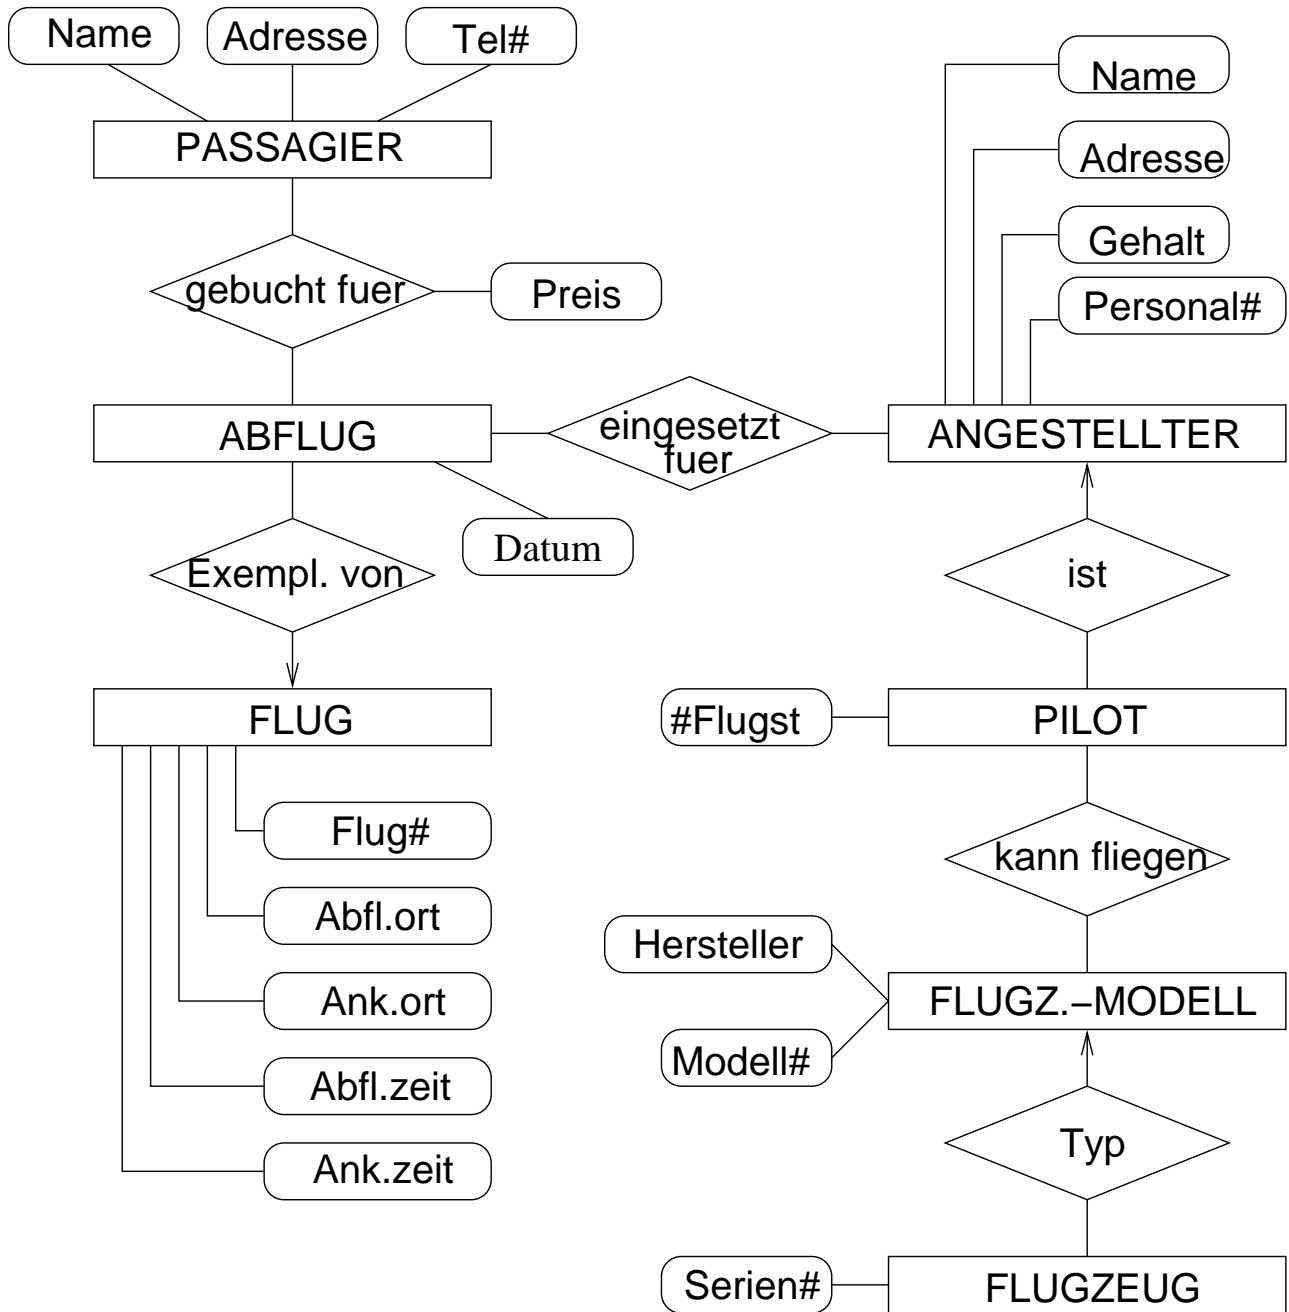 Name
Adresse
Tel#
Name
PASSAGIER
Adresse
Gehalt
gebucht fuer
Preis
Personal#
ABFLUG
eingesetzt
fuer
ANGESTELLTER
Datum
Exempl. von
ist
FLUG
#Flugst
PILOT
Flug#
kann fliegen
Abfl.ort
Hersteller
Ank.ort
FLUGZ.–MODELL
Modell#
Abfl.zeit
Typ
Ank.zeit
Serien#
FLUGZEUG